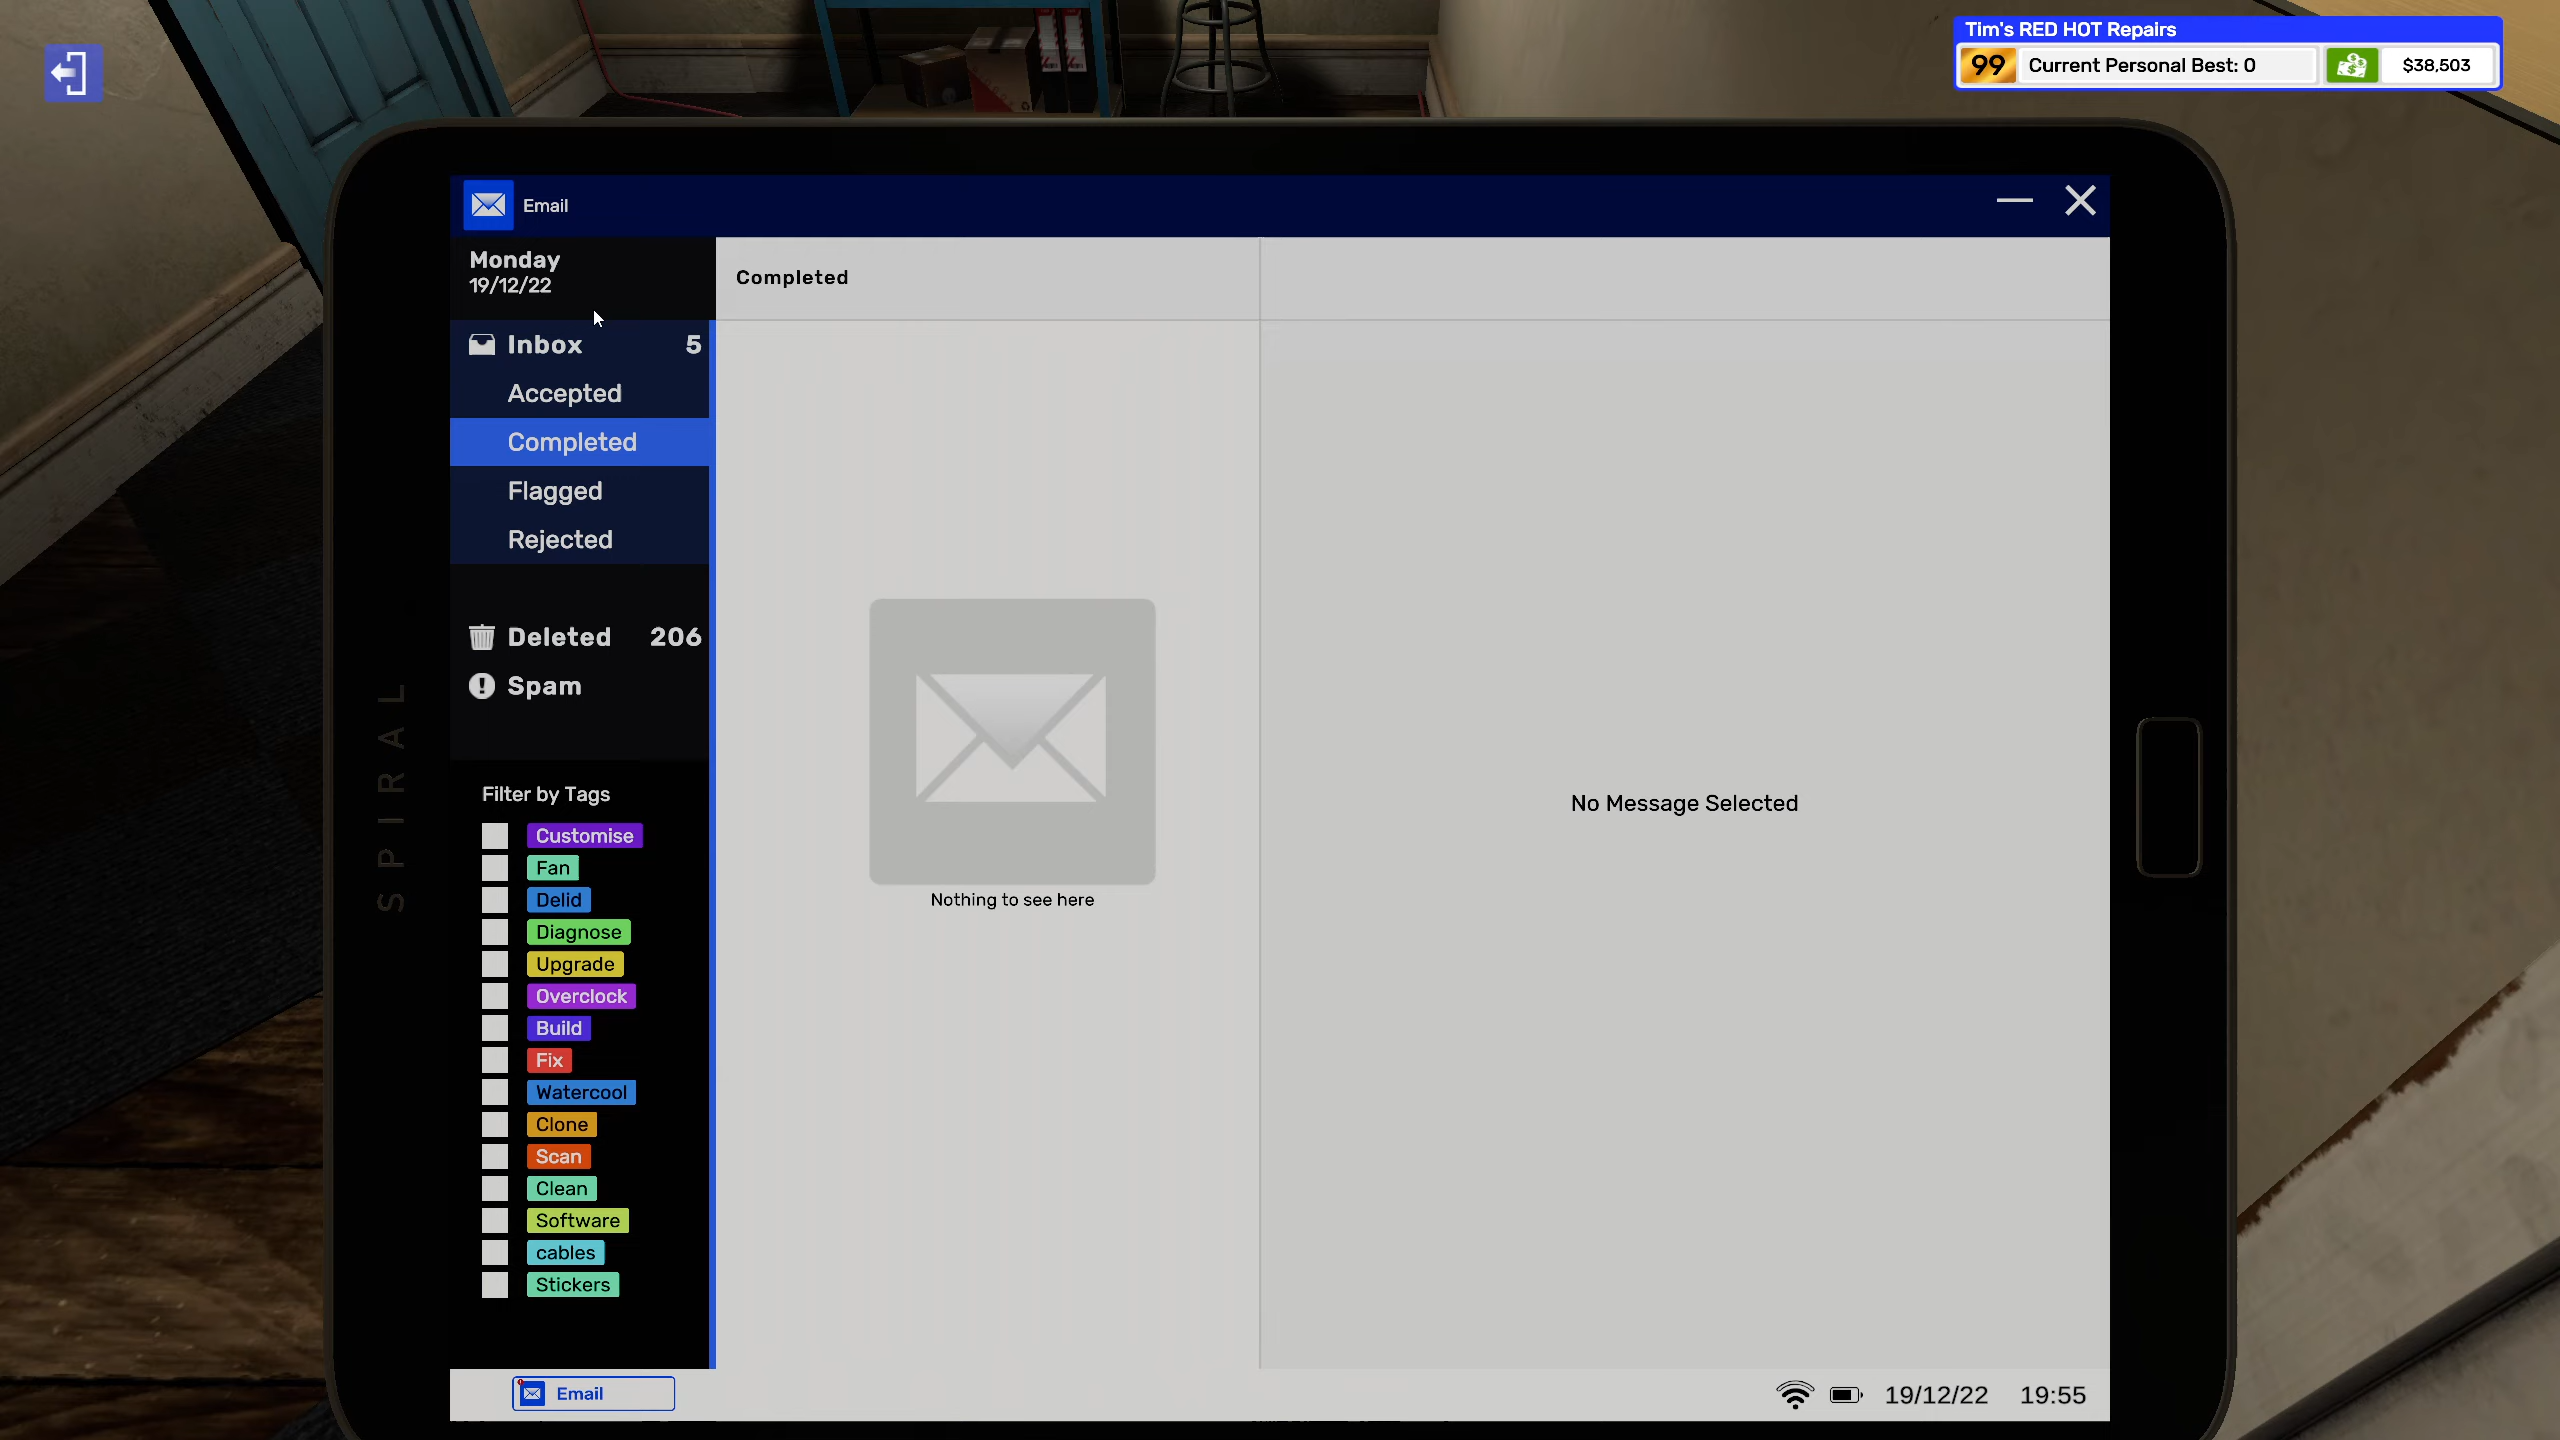 Tim's RED HOT Repairs
99
Current Personal Best: 0
$38,503
Email
Monday
19/12/22
Completed
Inbox 5
Accepted
Completed
Flagged
Rejected
Deleted 206
Spam
SPIRAL
Filter by Tags
Customise
Fan
Delid
Diagnose
Upgrade
Overclock
Build
Fix
Watercool
Clone
Scan
Clean
Software
cables
Stickers
Nothing to see here
No Message Selected
Email
19/12/22 19:55